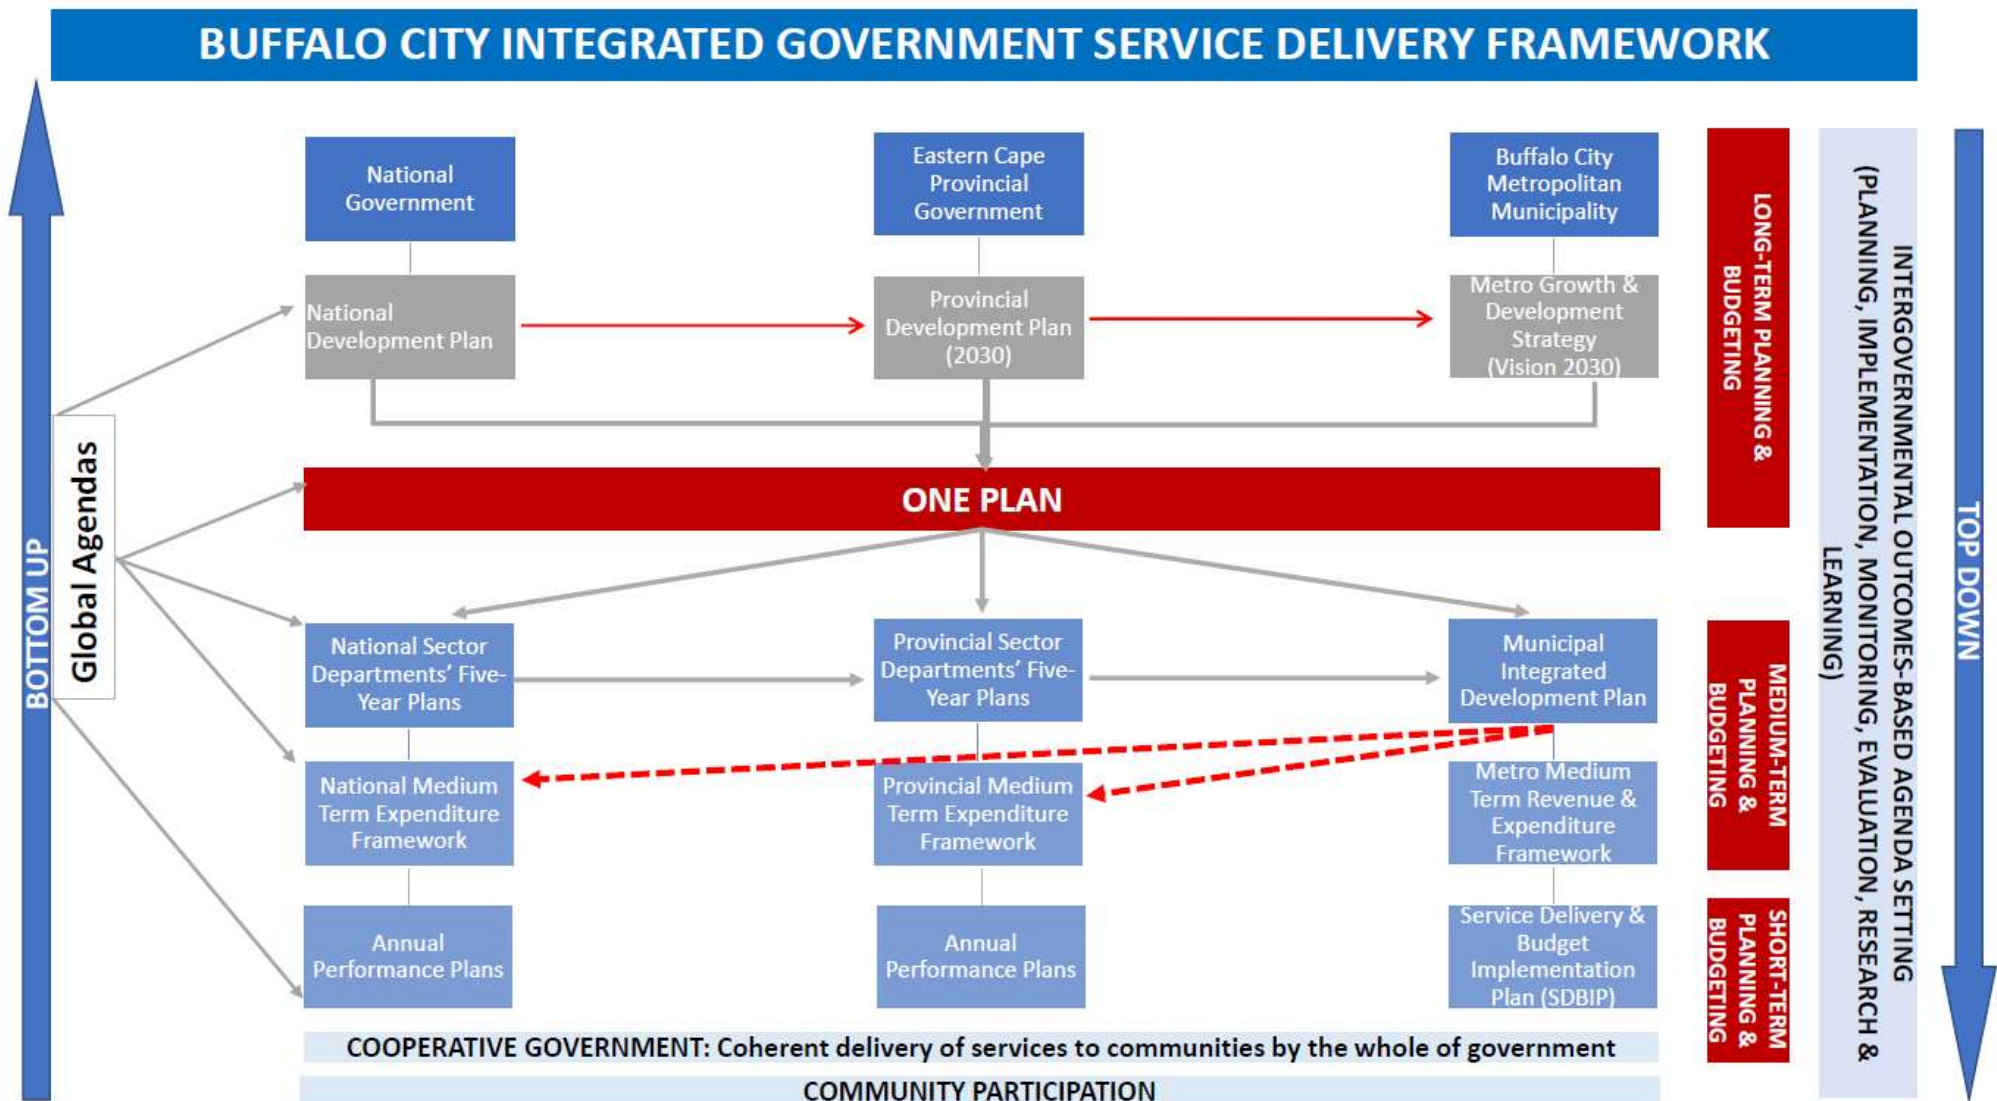 BUFFALO CITY INTEGRATED GOVERNMENT SERVICE DELIVERY FRAMEWORK
National
Government
Eastern Cape
Provincial
Government
Buffalo City
Metropolitan
Municipality
National
Development Plan
Provincial
Development Plan
(2030)
Metro Growth &
Development
Strategy
(Vision 2030)
ONE PLAN
Global Agendas
BOTTOM UP
National Sector
Departments’ Five-
Year Plans
Provincial Sector
Departments’ Five-
Year Plans
Municipal
Integrated
Development Plan
National Medium
Term Expenditure
Framework
Provincial Medium
Term Expenditure
Framework
Metro Medium
Term Revenue &
Expenditure
Framework
Annual
Performance Plans
Annual
Performance Plans
Service Delivery &
Budget
Implementation
Plan (SDBIP)
LONG-TERM PLANNING &
BUDGETING
MEDIUM-TERM
PLANNING &
BUDGETING
SHORT-TERM
PLANNING &
BUDGETING
INTERGOVERNMENTAL OUTCOMES-BASED AGENDA SETTING
(PLANNING, IMPLEMENTATION, MONITORING, EVALUATION, RESEARCH &
LEARNING)
TOP DOWN
COOPERATIVE GOVERNMENT: Coherent delivery of services to communities by the whole of government
COMMUNITY PARTICIPATION